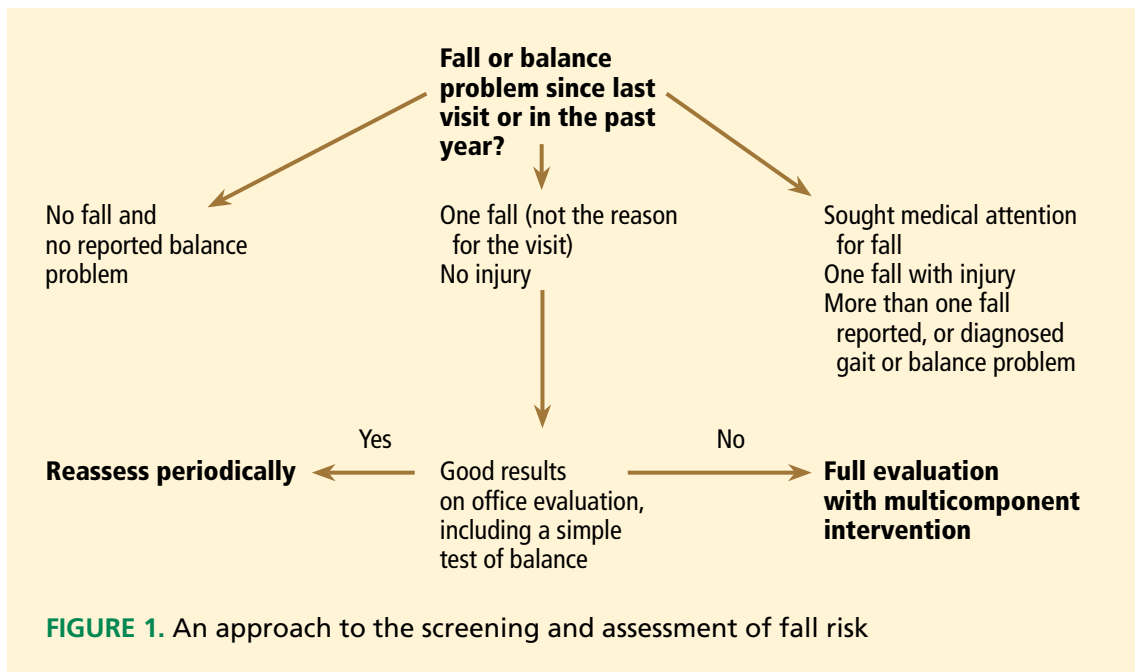 Fall or balance
problem since last
visit or in the past
year?
No fall and
no reported balance
problem
One fall (not the reason
for the visit)
No injury
Sought medical attention
for fall
One fall with injury
More than one fall
reported, or diagnosed
gait or balance problem
Yes
No
Reassess periodically
Good results
on office evaluation,
including a simple
test of balance
Full evaluation
with multicomponent
intervention
FIGURE 1. An approach to the screening and assessment of fall risk